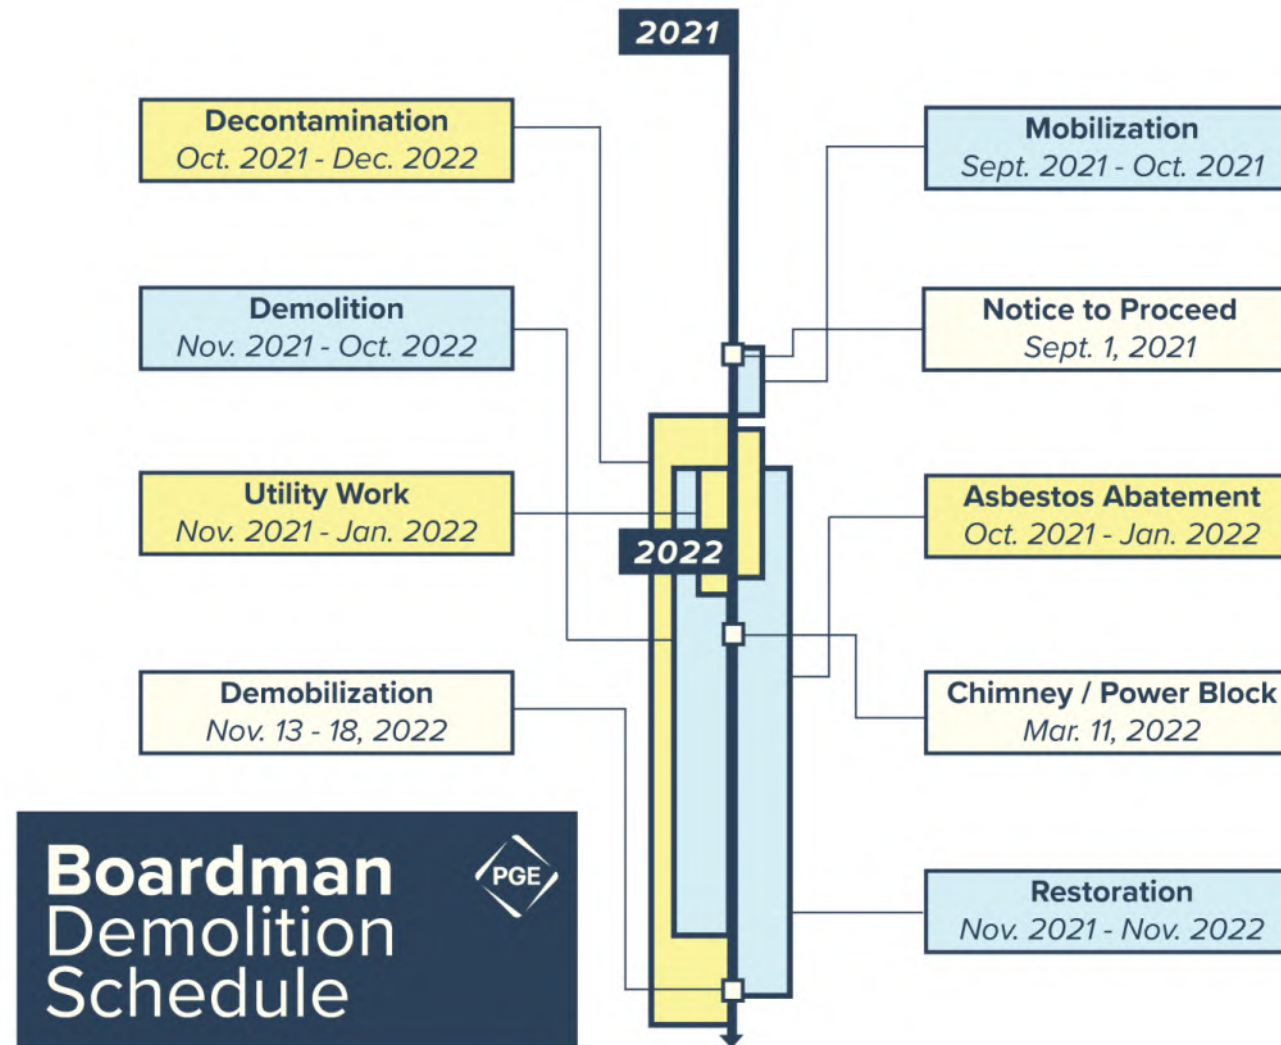 2021
Decontamination
Oct. 2021 - Dec. 2022
Mobilization
Sept. 2021 - Oct. 2021
Demolition
Nov. 2021 - Oct. 2022
Notice to Proceed
Sept. 1, 2021
Utility Work
Nov. 2021 - Jan. 2022
Asbestos Abatement
Oct. 2021 - Jan. 2022
2022
Demobilization
Nov. 13 - 18, 2022
Chimney / Power Block
Mar. 11, 2022
Restoration
Nov. 2021 - Nov. 2022
Boardman
Demolition
Schedule
PGE